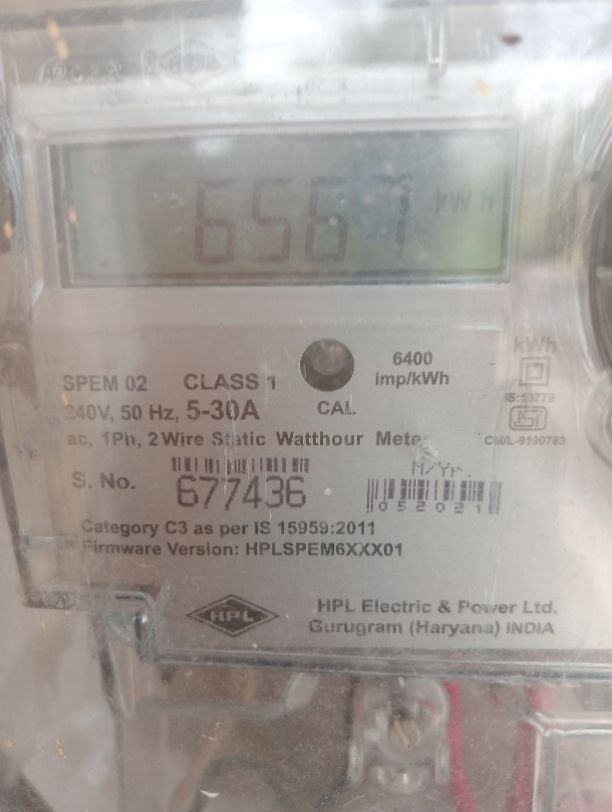 6567 kWh
SPEM 02 CLASS 1
6400
imp/kWh
240V, 50 Hz, 5-30A
CAL.
ac, 1Ph, 2 Wire Static Watthour Meter
kWh
IS:13779
CM/L-9190783
S. No.
677436
M/Yr.
052021
Category C3 as per IS 15959:2011
Firmware Version: HPLSPEM6XXX01
HPL
HPL Electric & Power Ltd.
Gurugram (Haryana) INDIA